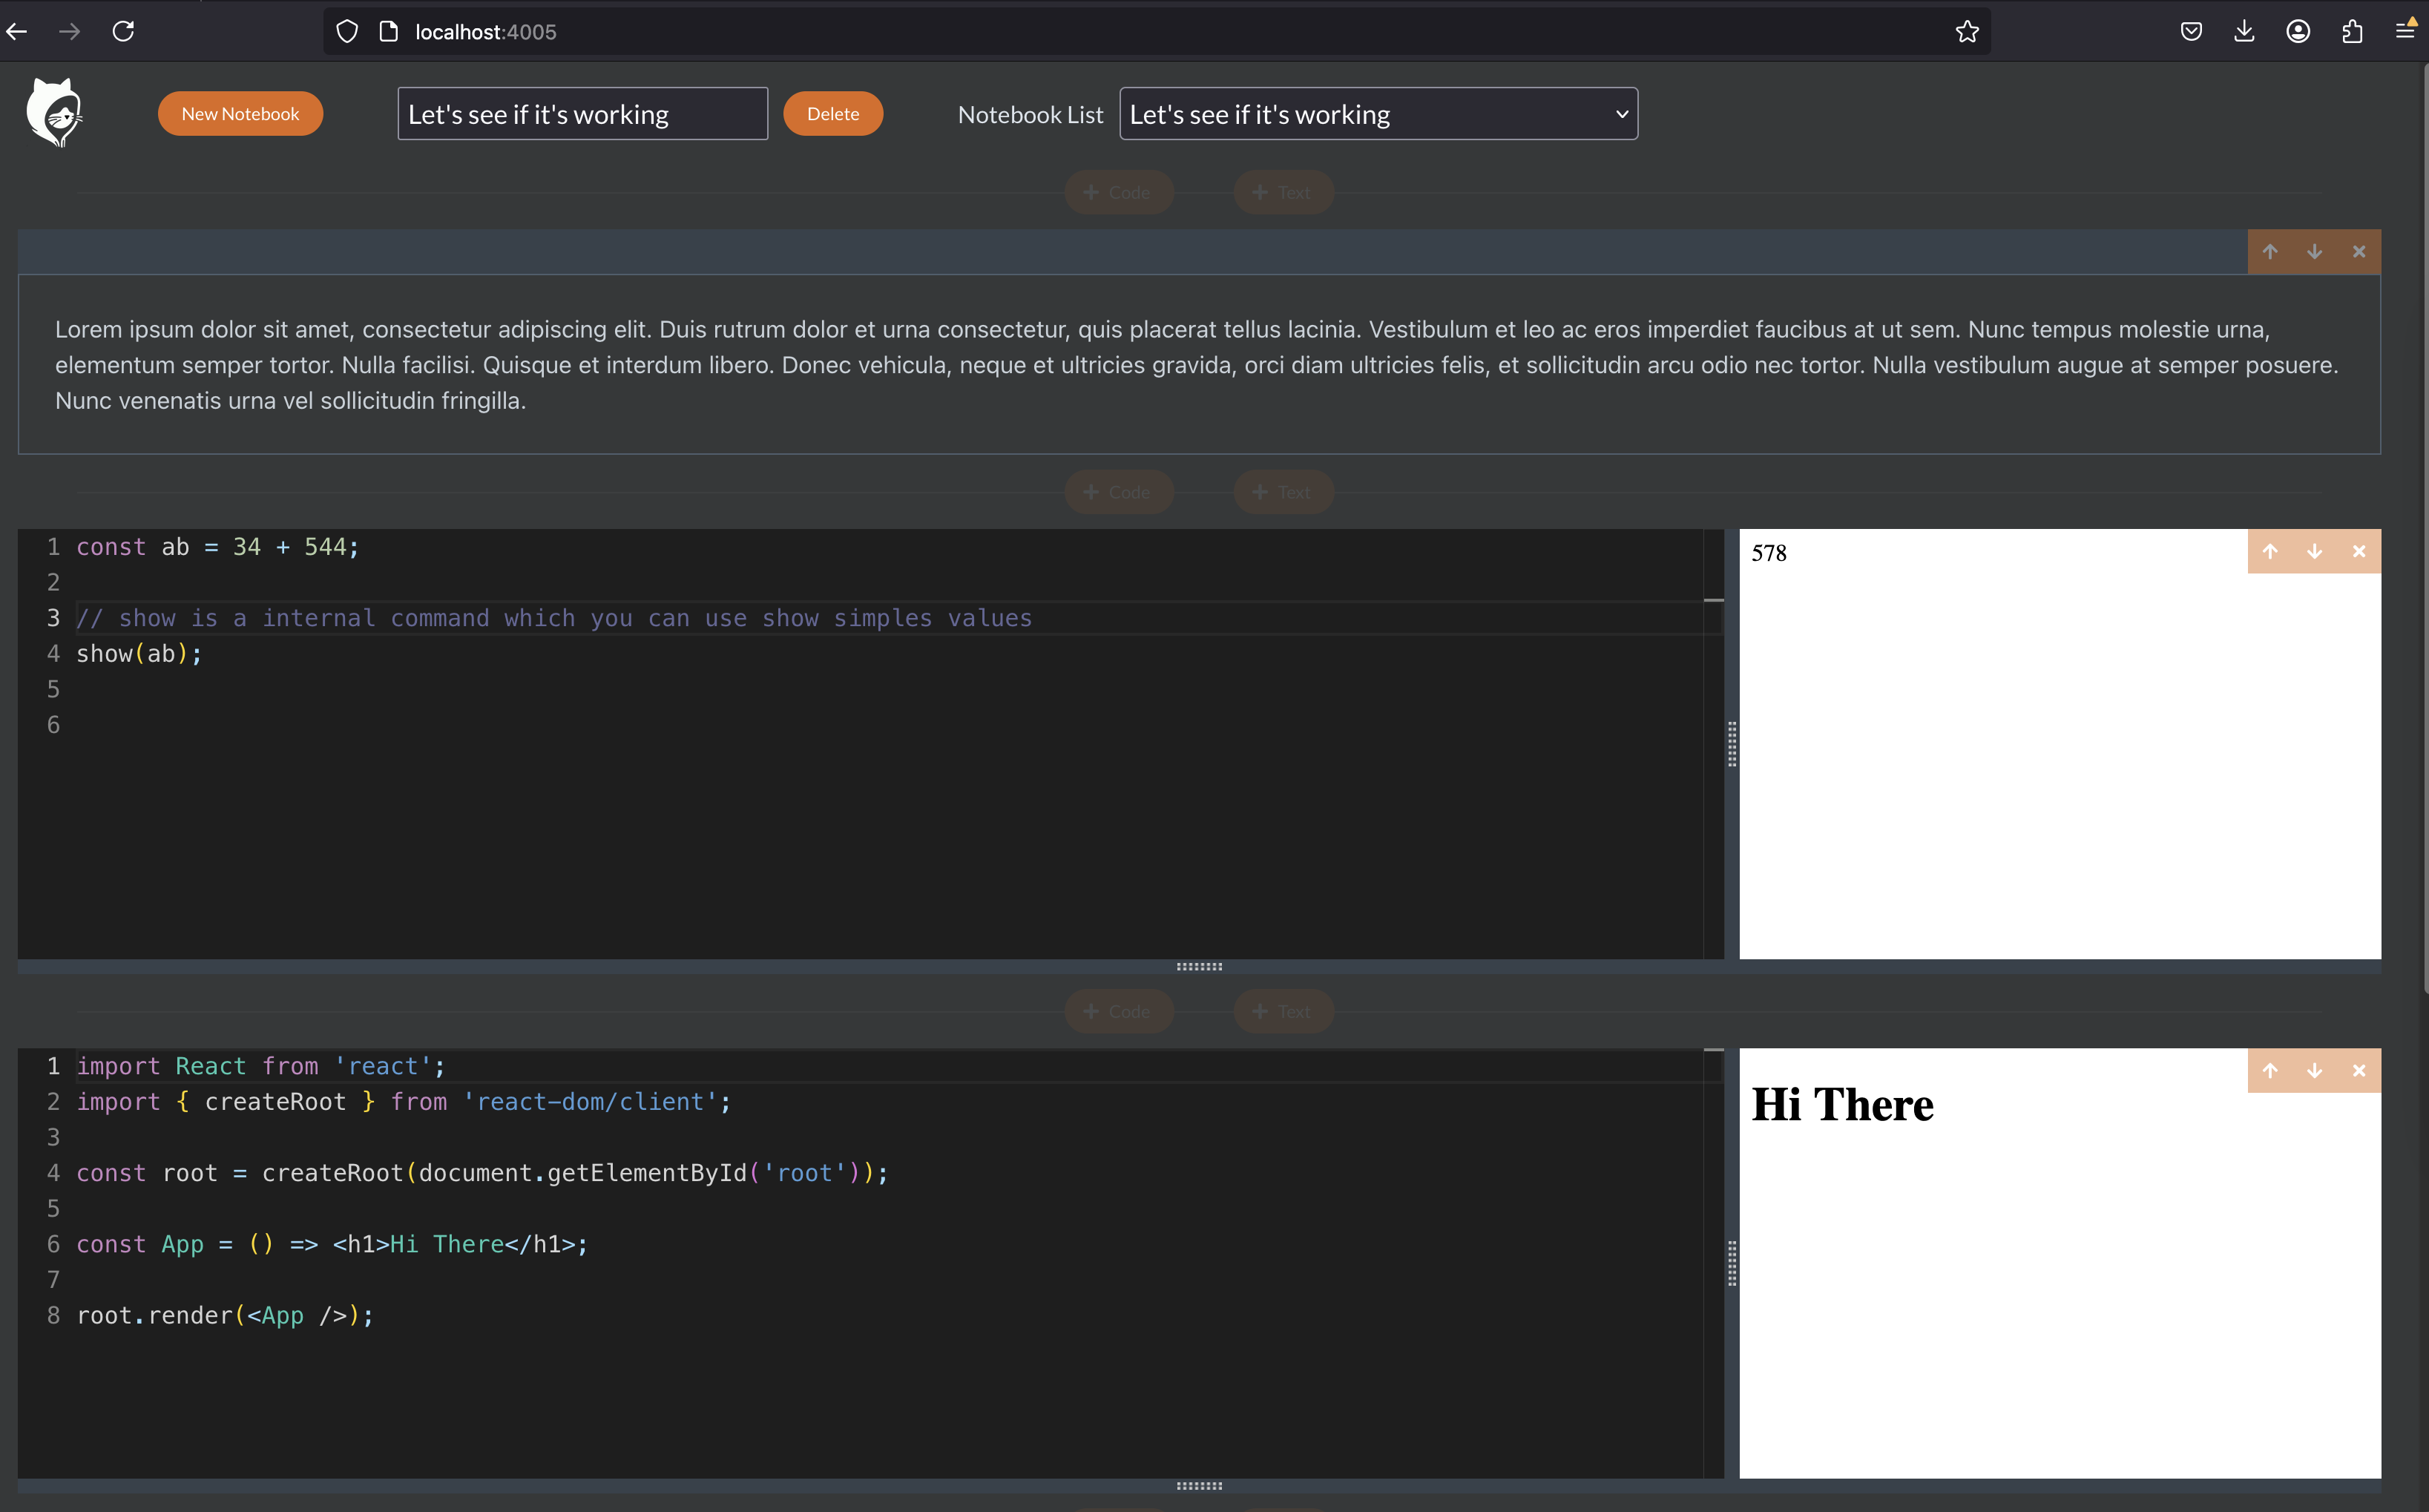 localhost:4005
New Notebook
Let's see if it's working
Delete
Notebook List
Let's see if it's working
Code
Text
Lorem ipsum dolor sit amet, consectetur adipiscing elit. Duis rutrum dolor et urna consectetur, quis placerat tellus lacinia. Vestibulum et leo ac eros imperdiet faucibus at ut sem. Nunc tempus molestie urna,
elementum semper tortor. Nulla facilisi. Quisque et interdum libero. Donec vehicula, neque et ultricies gravida, orci diam ultricies felis, et sollicitudin arcu odio nec tortor. Nulla vestibulum augue at semper posuere.
Nunc venenatis urna vel sollicitudin fringilla.
Code
Text
1 const ab = 34 + 544;
2
3 // show is a internal command which you can use show simples values
4 show(ab);
5
6
578
Code
Text
1 import React from 'react';
2 import { createRoot } from 'react-dom/client';
3
4 const root = createRoot(document.getElementById('root'));
5
6 const App = () => <h1>Hi There</h1>;
7
8 root.render(<App />);
Hi There